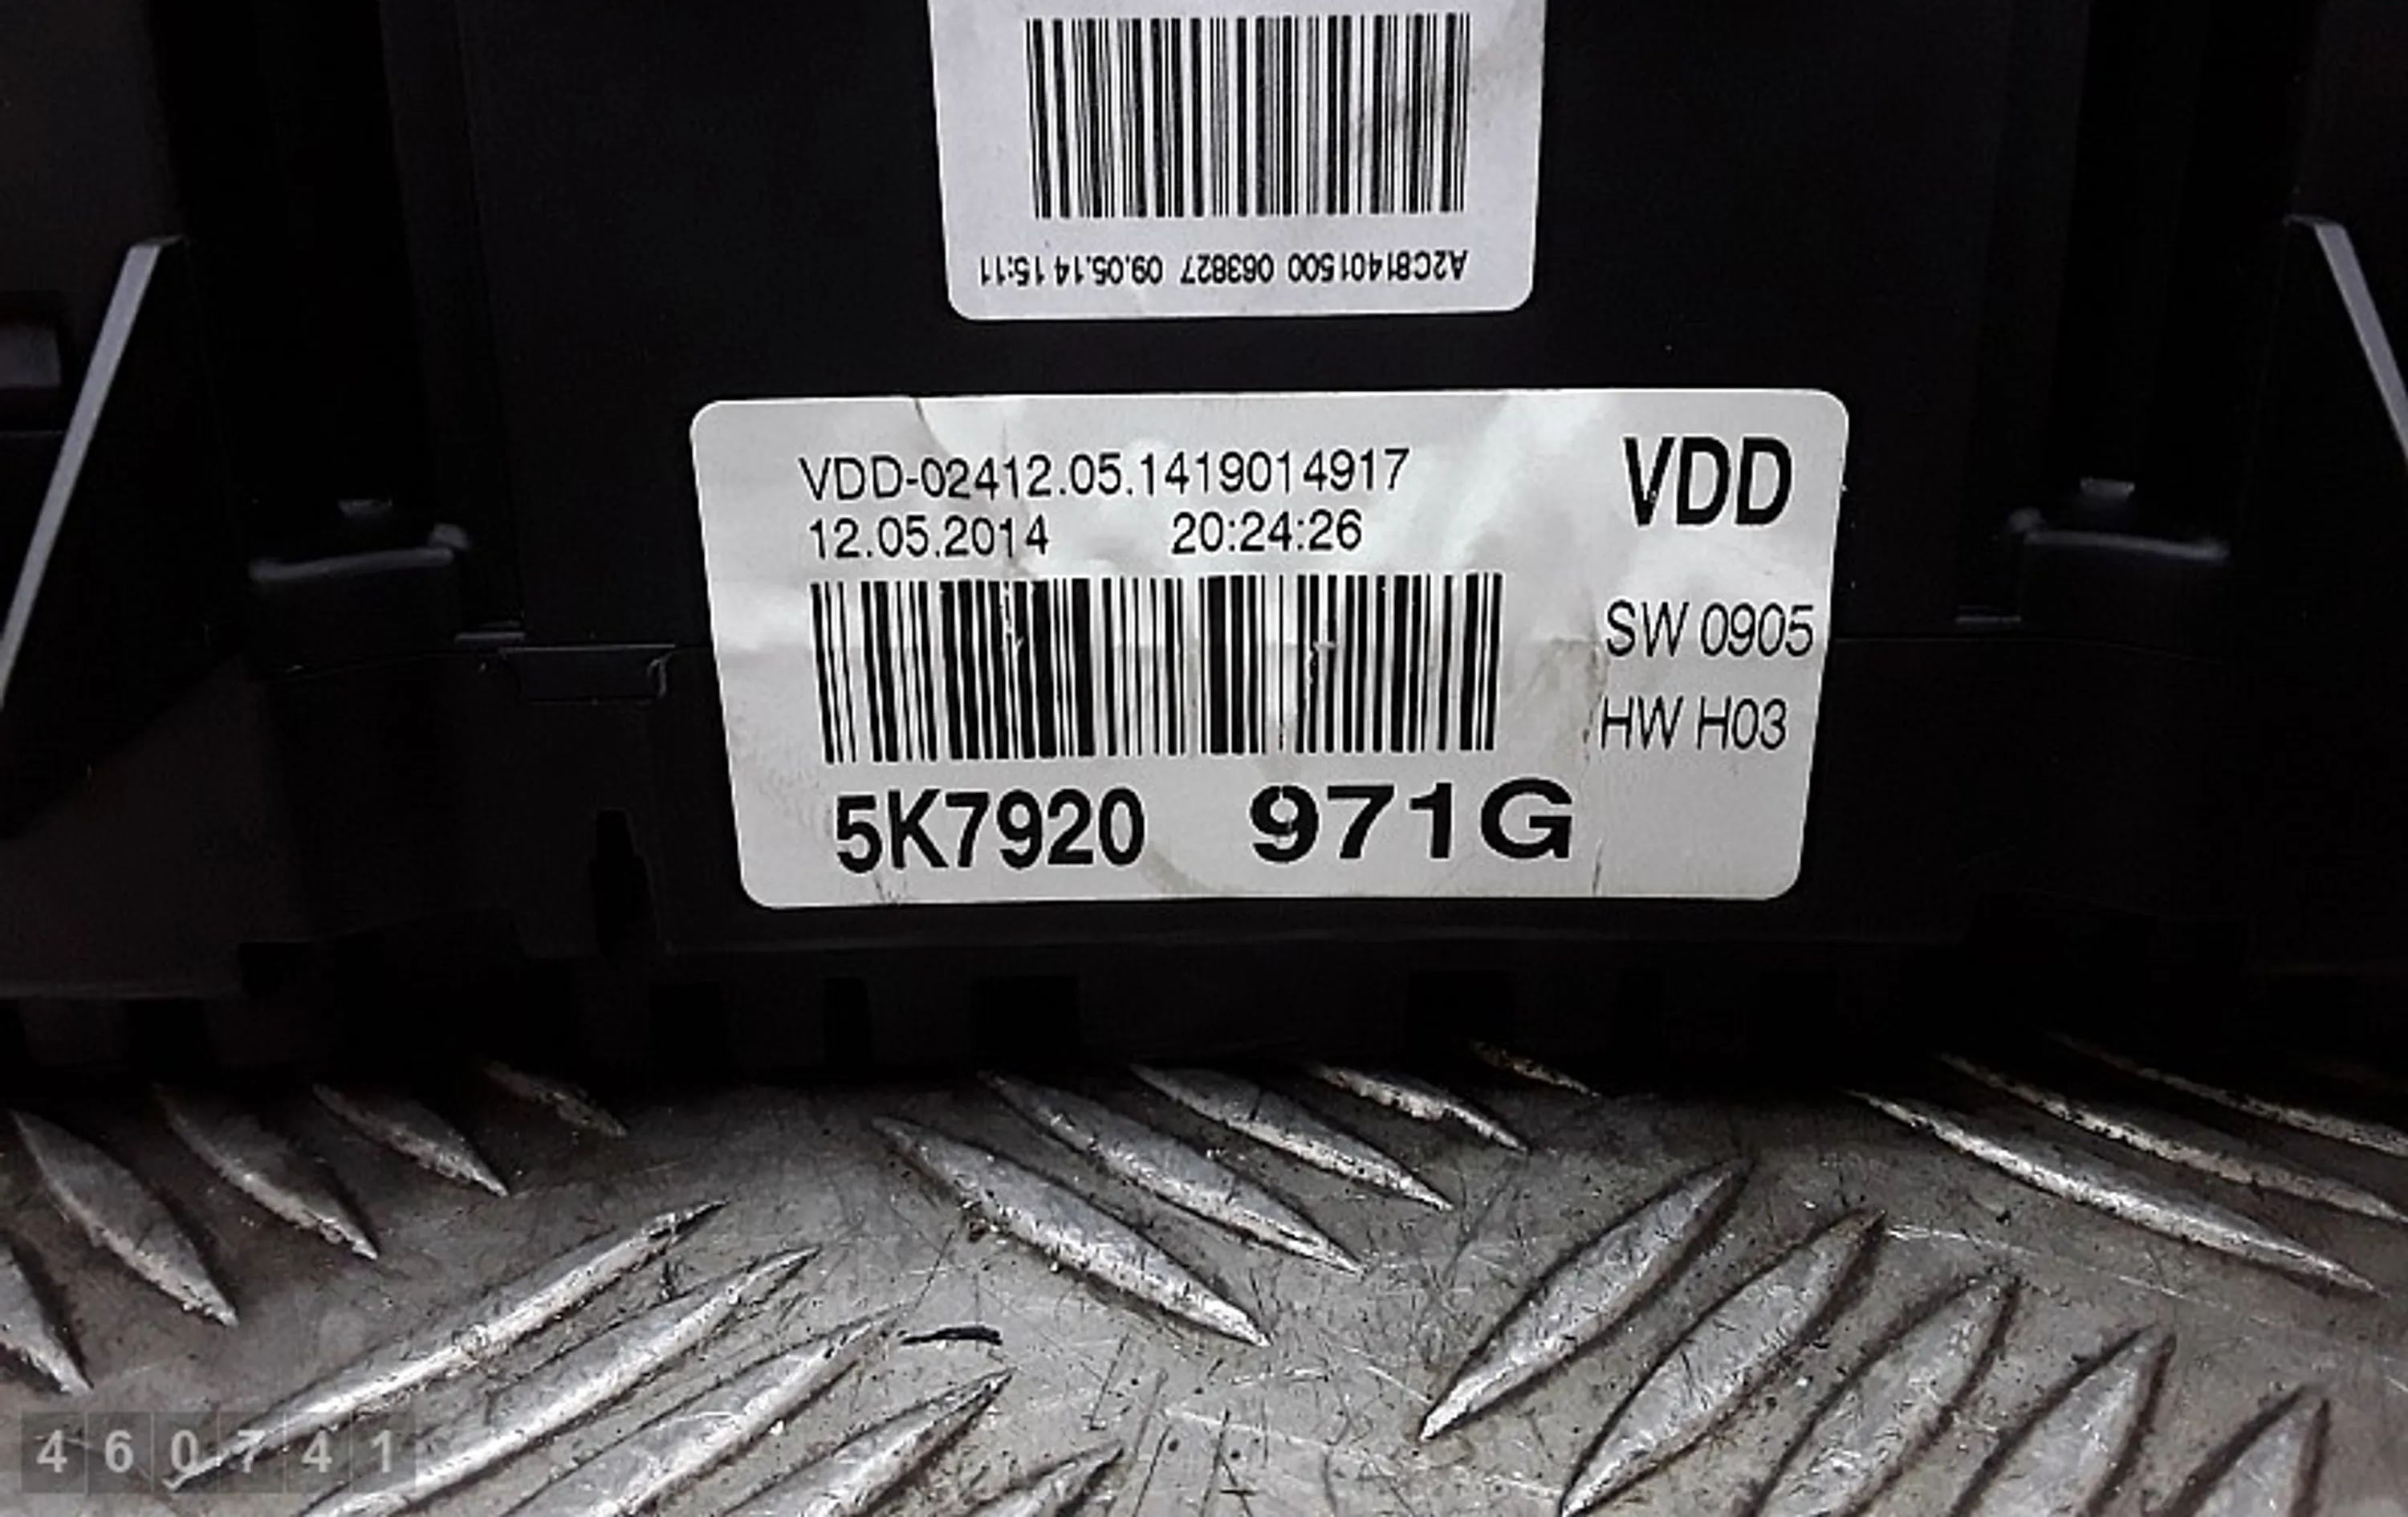 A2C81401500 063827 09.05.14 15:11
VDD-02412.05.1419014917
12.05.2014 20:24:26
VDD
SW 0905
HW H03
5K7920 971G
460741